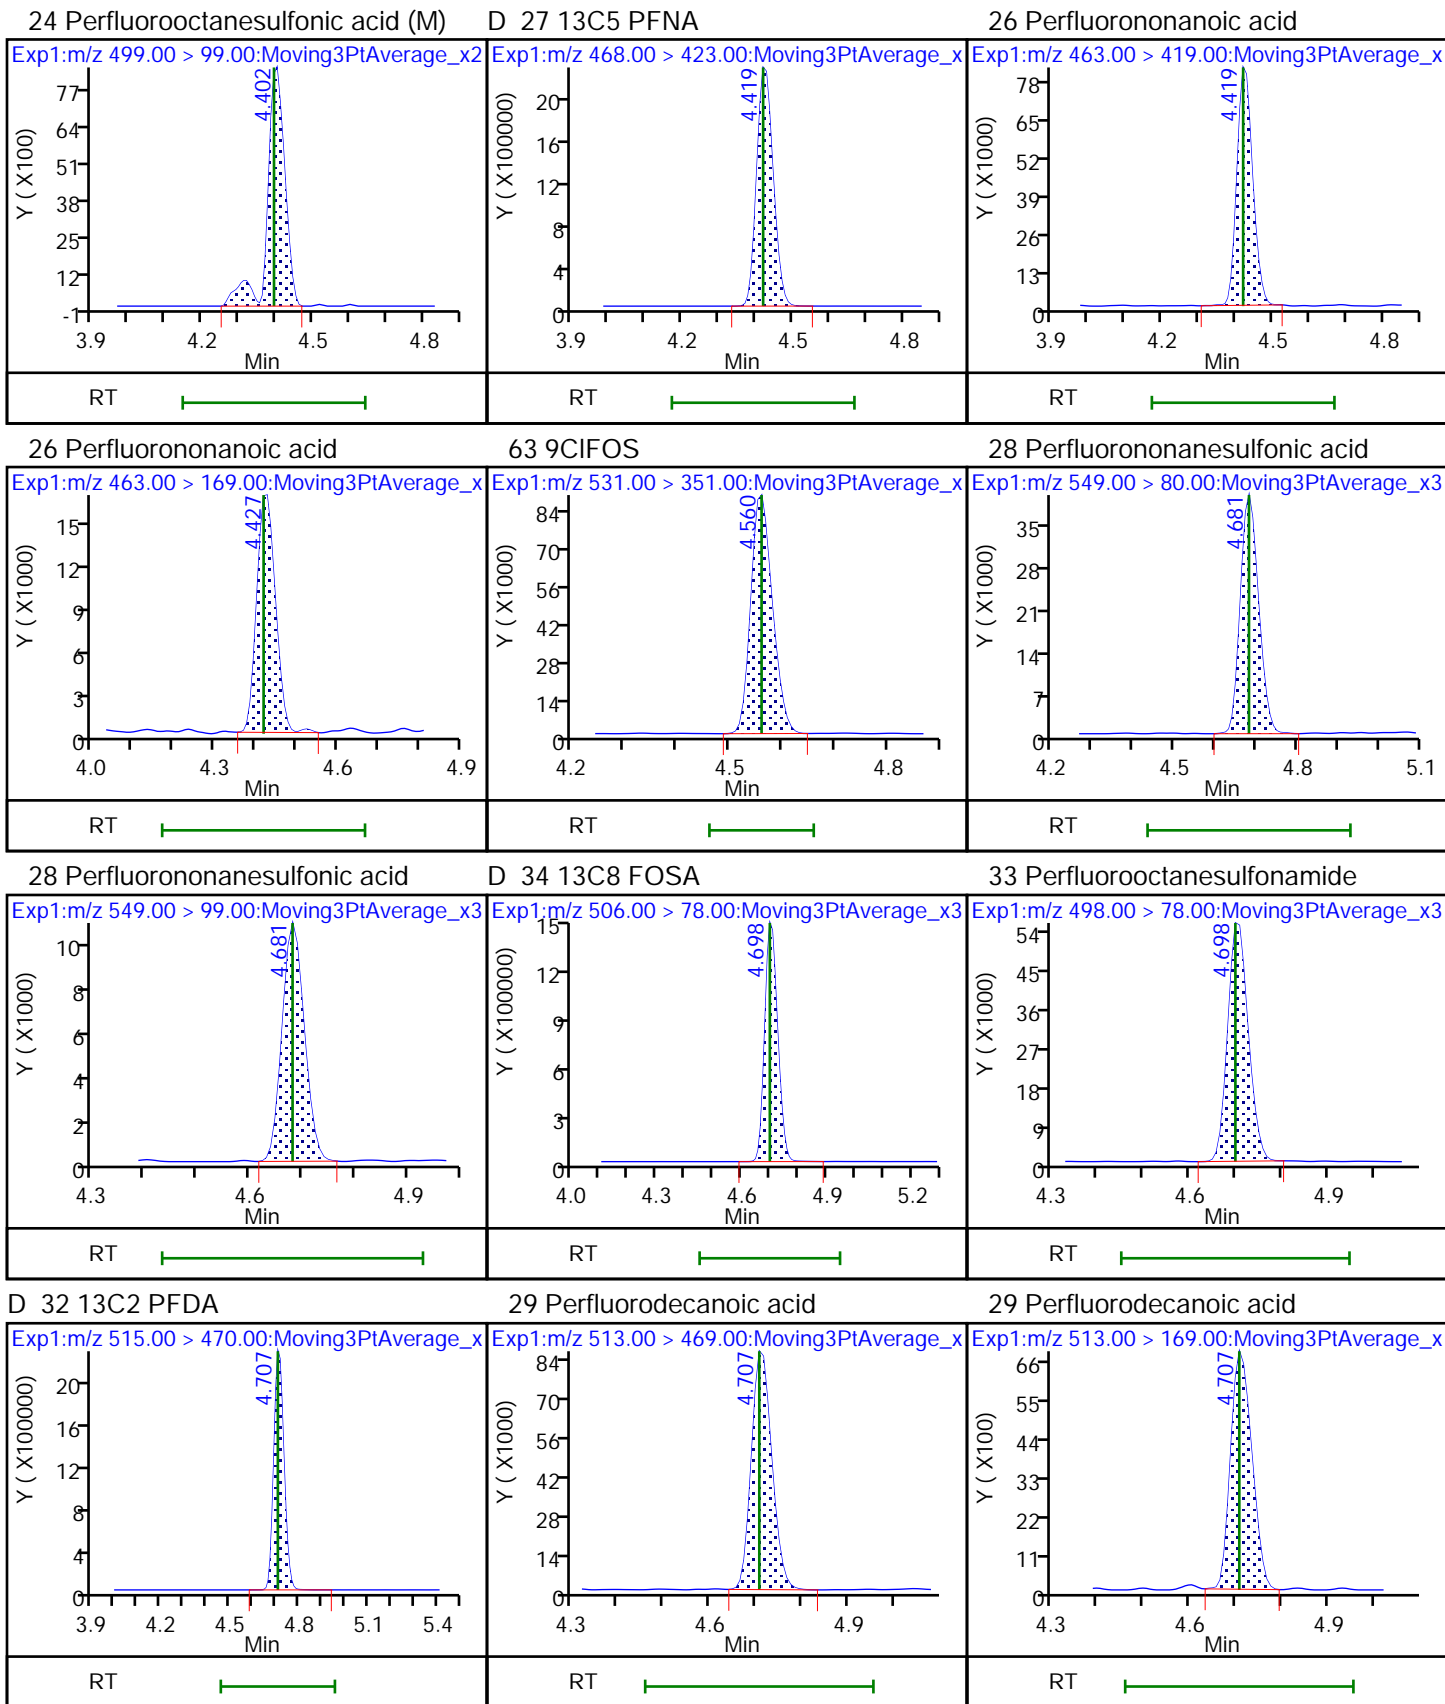 24 Perfluorooctanesulfonic acid (M)
Exp1:m/z 499.00 > 99.00:Moving3PtAverage_x2
4.402
Y ( X100)
77
64
51
38
25
12
-1
3.9 4.2 4.5 4.8
Min
RT
D 27 13C5 PFNA
Exp1:m/z 468.00 > 423.00:Moving3PtAverage_x
4.419
Y ( X100000)
20
16
12
8
4
0
3.9 4.2 4.5 4.8
Min
RT
26 Perfluorononanoic acid
Exp1:m/z 463.00 > 419.00:Moving3PtAverage_x
4.419
Y ( X1000)
78
65
52
39
26
13
0
3.9 4.2 4.5 4.8
Min
RT
26 Perfluorononanoic acid
Exp1:m/z 463.00 > 169.00:Moving3PtAverage_x
4.427
Y ( X1000)
15
12
9
6
3
0
4.0 4.3 4.6 4.9
Min
RT
63 9ClFOS
Exp1:m/z 531.00 > 351.00:Moving3PtAverage_x
4.560
Y ( X1000)
84
70
56
42
28
14
0
4.2 4.5 4.8
Min
RT
28 Perfluorononanesulfonic acid
Exp1:m/z 549.00 > 80.00:Moving3PtAverage_x3
4.681
Y ( X1000)
35
28
21
14
7
0
4.2 4.5 4.8 5.1
Min
RT
28 Perfluorononanesulfonic acid
Exp1:m/z 549.00 > 99.00:Moving3PtAverage_x3
4.681
Y ( X1000)
10
8
6
4
2
0
4.3 4.6 4.9
Min
RT
D 34 13C8 FOSA
Exp1:m/z 506.00 > 78.00:Moving3PtAverage_x3
4.698
Y ( X100000)
15
12
9
6
3
0
4.0 4.3 4.6 4.9 5.2
Min
RT
33 Perfluorooctanesulfonamide
Exp1:m/z 498.00 > 78.00:Moving3PtAverage_x3
4.698
Y ( X1000)
54
45
36
27
18
9
0
4.3 4.6 4.9
Min
RT
D 32 13C2 PFDA
Exp1:m/z 515.00 > 470.00:Moving3PtAverage_x
4.707
Y ( X100000)
20
16
12
8
4
0
3.9 4.2 4.5 4.8 5.1 5.4
Min
RT
29 Perfluorodecanoic acid
Exp1:m/z 513.00 > 469.00:Moving3PtAverage_x
4.707
Y ( X1000)
84
70
56
42
28
14
0
4.3 4.6 4.9
Min
RT
29 Perfluorodecanoic acid
Exp1:m/z 513.00 > 169.00:Moving3PtAverage_x
4.707
Y ( X100)
66
55
44
33
22
11
0
4.3 4.6 4.9
Min
RT